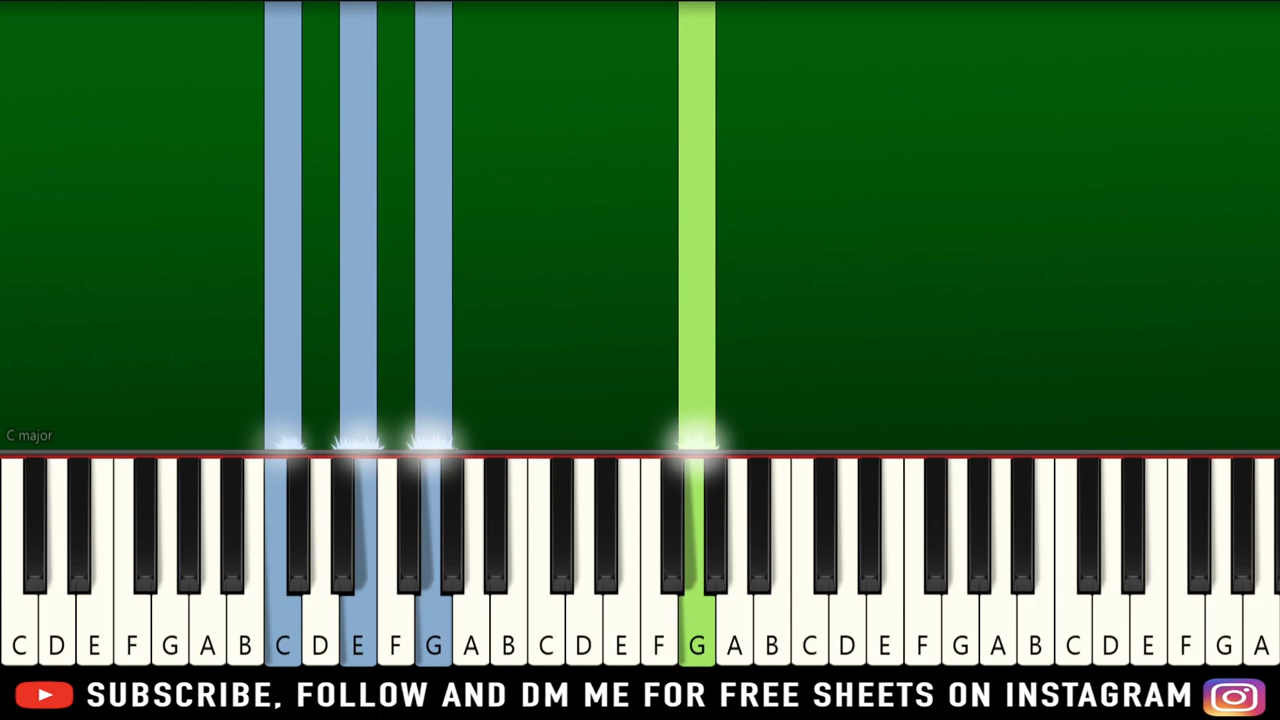 C major
C D E F G A B C D E F G A B C D E F G A B C D E F G A B C D E F G A
SUBSCRIBE, FOLLOW AND DM ME FOR FREE SHEETS ON INSTAGRAM